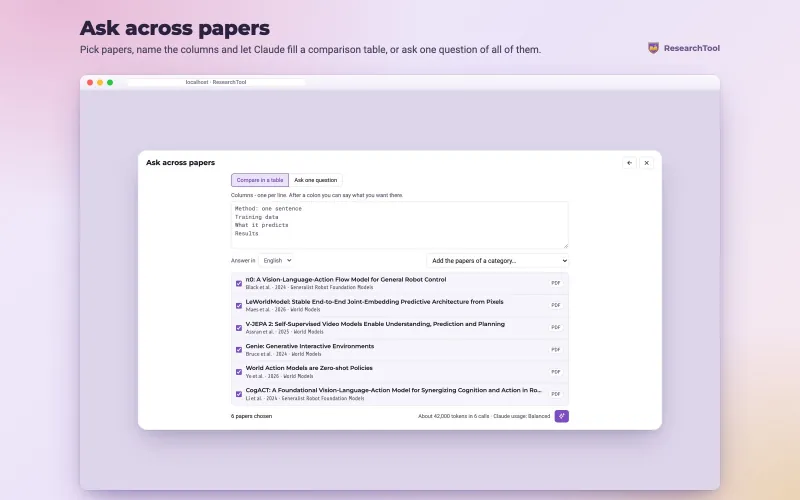 Ask across papers
Pick papers, name the columns and let Claude fill a comparison table, or ask one question of all of them.
ResearchTool
localhost · ResearchTool
Ask across papers
Compare in a table
Ask one question
Columns · one per line. After a colon you can say what you want there.
Method: one sentence
Training data
What it predicts
Results
Answer in
English
Add the papers of a category...
π0: A Vision-Language-Action Flow Model for General Robot Control
Black et al. · 2024 · Generalist Robot Foundation Models
PDF
LeWorldModel: Stable End-to-End Joint-Embedding Predictive Architecture from Pixels
Maes et al. · 2026 · World Models
PDF
V-JEPA 2: Self-Supervised Video Models Enable Understanding, Prediction and Planning
Assran et al. · 2025 · World Models
PDF
Genie: Generative Interactive Environments
Bruce et al. · 2024 · World Models
PDF
World Action Models are Zero-shot Policies
Ye et al. · 2026 · World Models
PDF
CogACT: A Foundational Vision-Language-Action Model for Synergizing Cognition and Action in Ro...
Li et al. · 2024 · Generalist Robot Foundation Models
PDF
6 papers chosen
About 42,000 tokens in 6 calls · Claude usage: Balanced